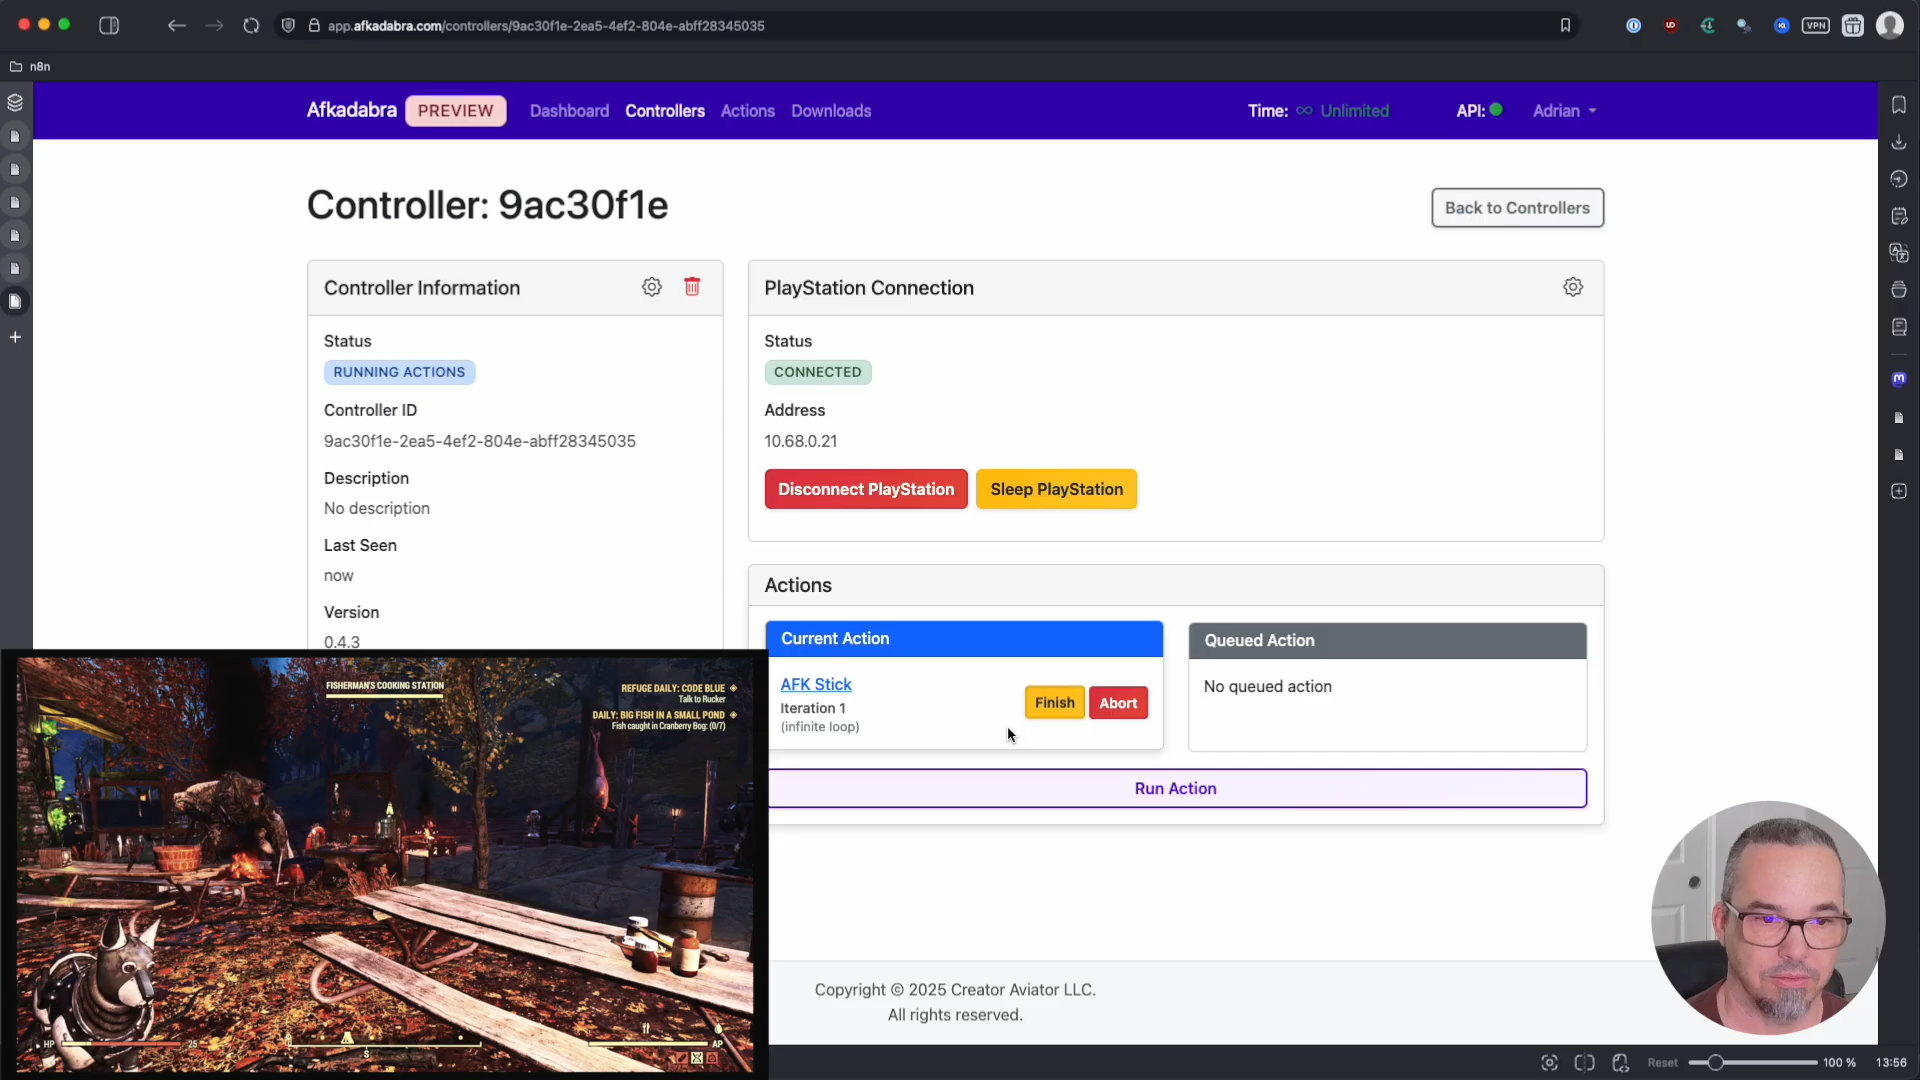 app.afkadabra.com/controllers/9ac30f1e-2ea5-4ef2-804e-abff28345035
VPN
n8n
Afkadabra PREVIEW Dashboard Controllers Actions Downloads Time: ∞ Unlimited API: Adrian
Controller: 9ac30f1e
Back to Controllers
Controller Information
Status
RUNNING ACTIONS
Controller ID
9ac30f1e-2ea5-4ef2-804e-abff28345035
Description
No description
Last Seen
now
Version
0.4.3
PlayStation Connection
Status
CONNECTED
Address
10.68.0.21
Disconnect PlayStation Sleep PlayStation
Actions
Current Action
AFK Stick
Iteration 1
(infinite loop)
Finish Abort
Queued Action
No queued action
Run Action
FISHERMAN'S COOKING STATION
REFUGE DAILY: CODE BLUE
Talk to Rucker
DAILY: BIG FISH IN A SMALL POND
Fish caught in Cranberry Bog: (0/7)
HP 25 S AP
Copyright © 2025 Creator Aviator LLC.
All rights reserved.
Reset 100 % 13:56